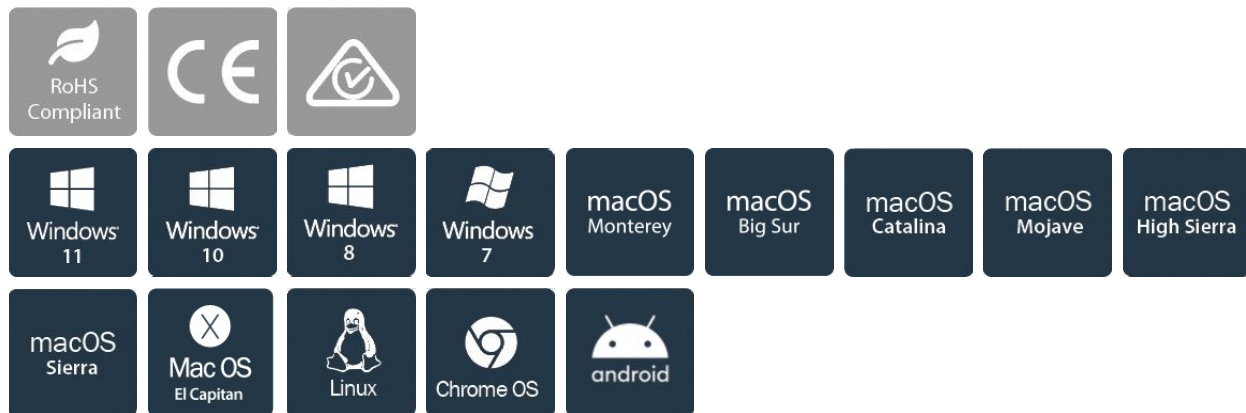 RoHS
Compliant
CE
Windows
11
Windows
10
Windows
8
Windows
7
macOS
Monterey
macOS
Big Sur
macOS
Catalina
macOS
Mojave
macOS
High Sierra
macOS
Sierra
X
Mac OS
El Capitan
Linux
Chrome OS
android